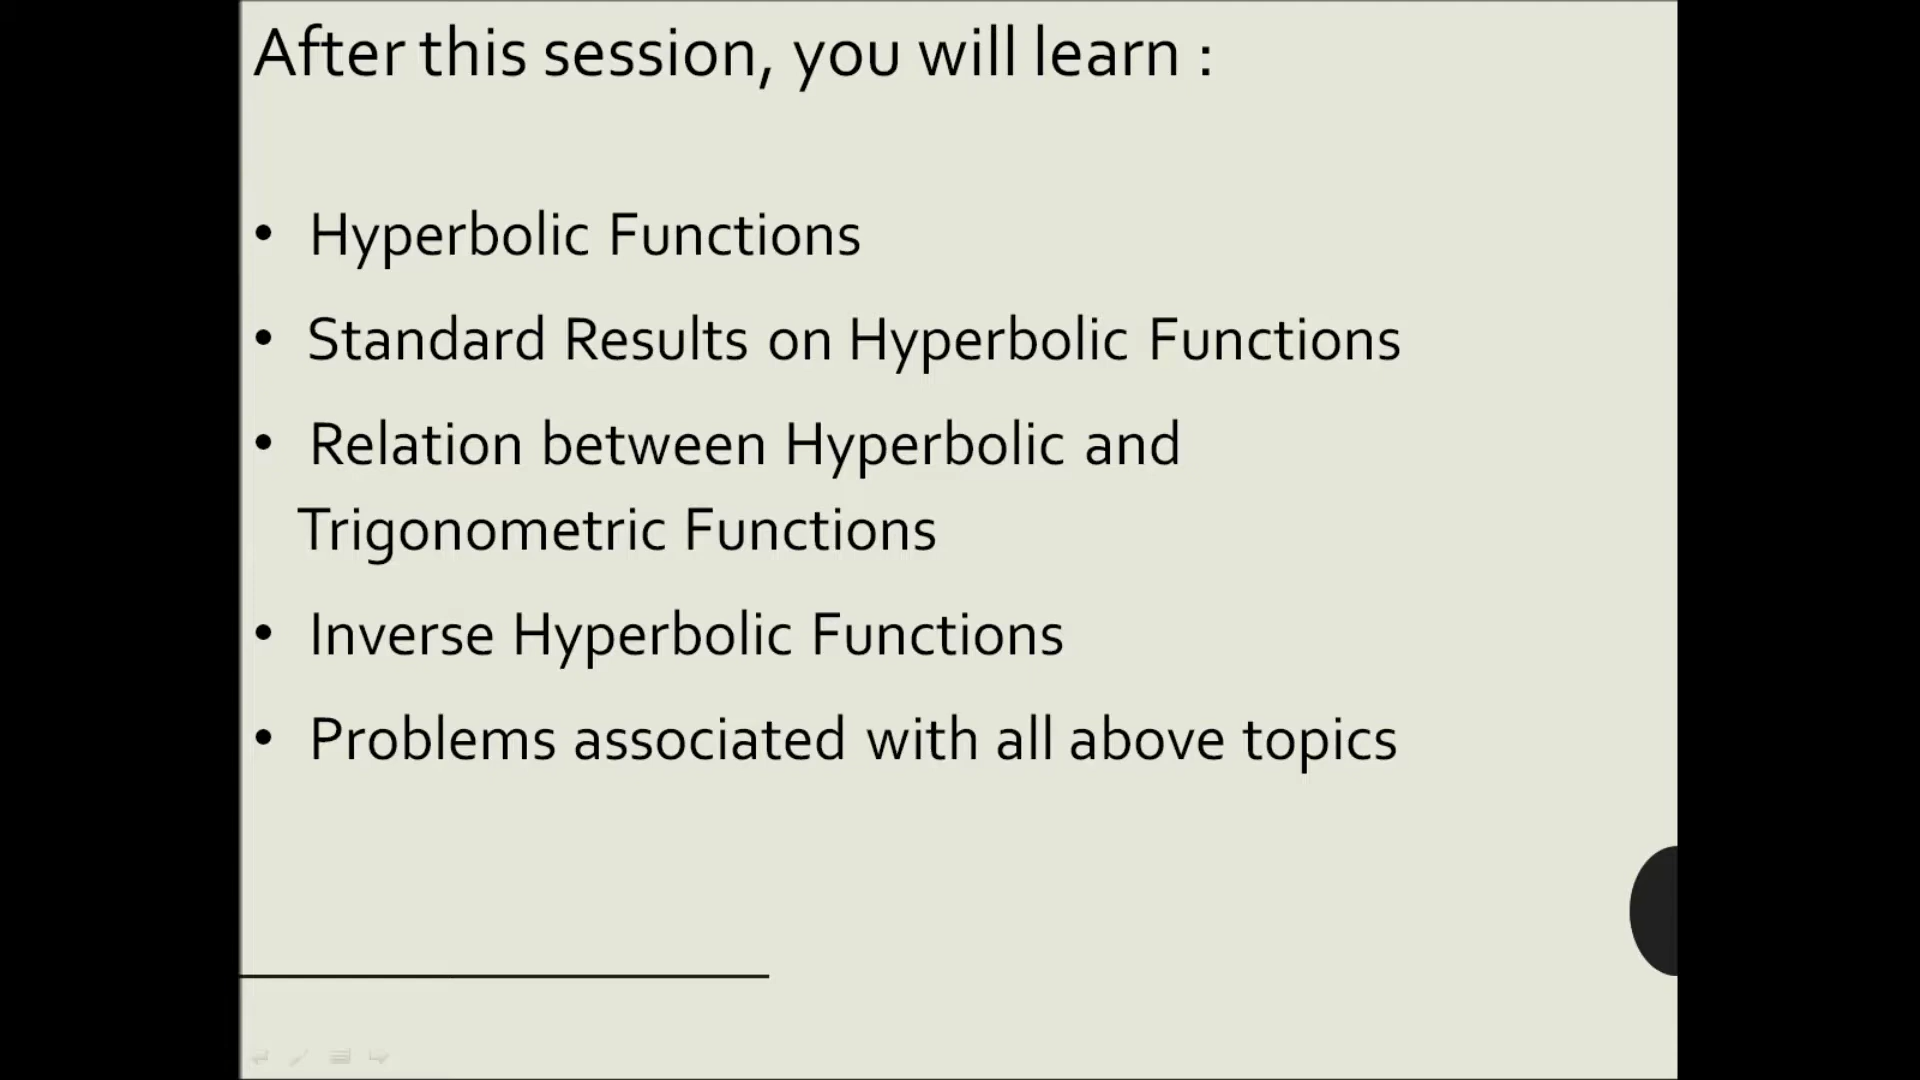 After this session, you will learn :
• Hyperbolic Functions
• Standard Results on Hyperbolic Functions
• Relation between Hyperbolic and
Trigonometric Functions
• Inverse Hyperbolic Functions
• Problems associated with all above topics